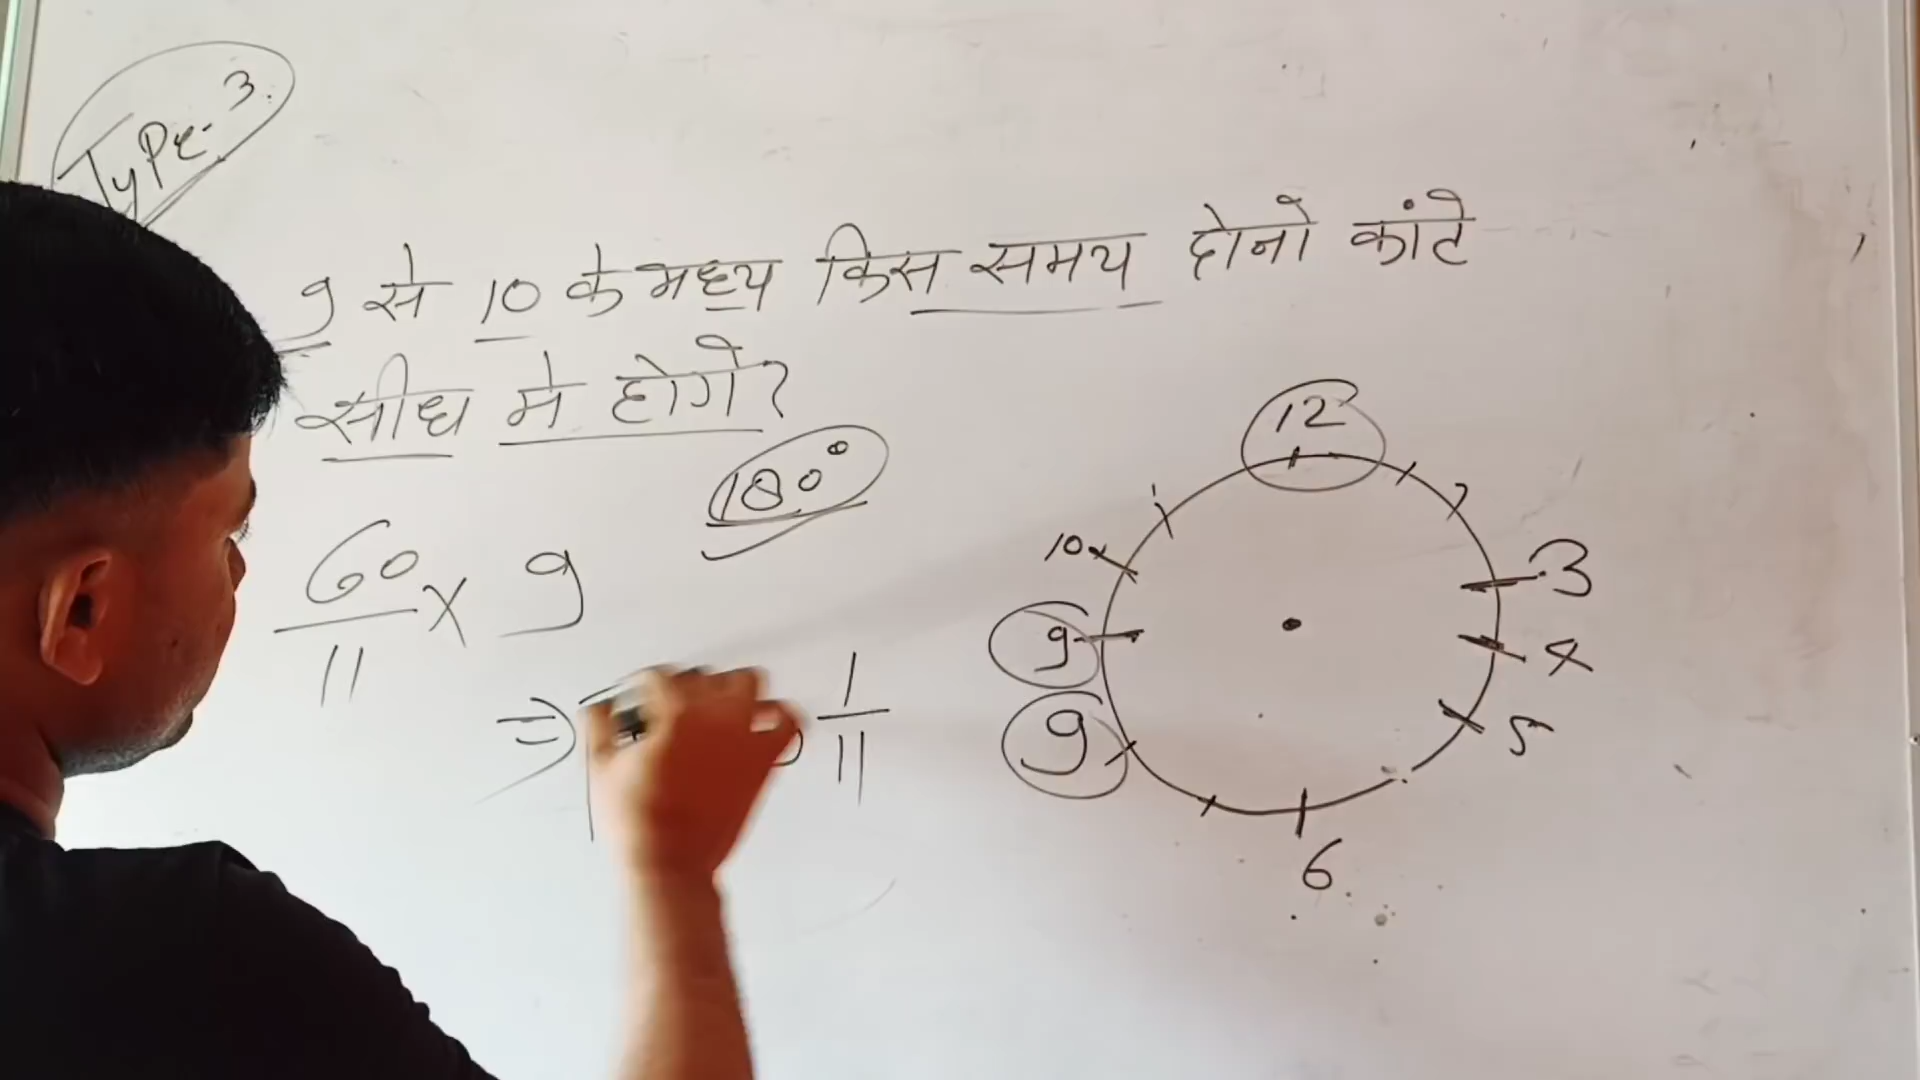 Type-3.
9 से 10 के मध्य किस समय दोनो कांटे
सीध मे होगे?
180°
60/11 × 9
⇒ 1/11
12
10
9
9
3
4
5
6